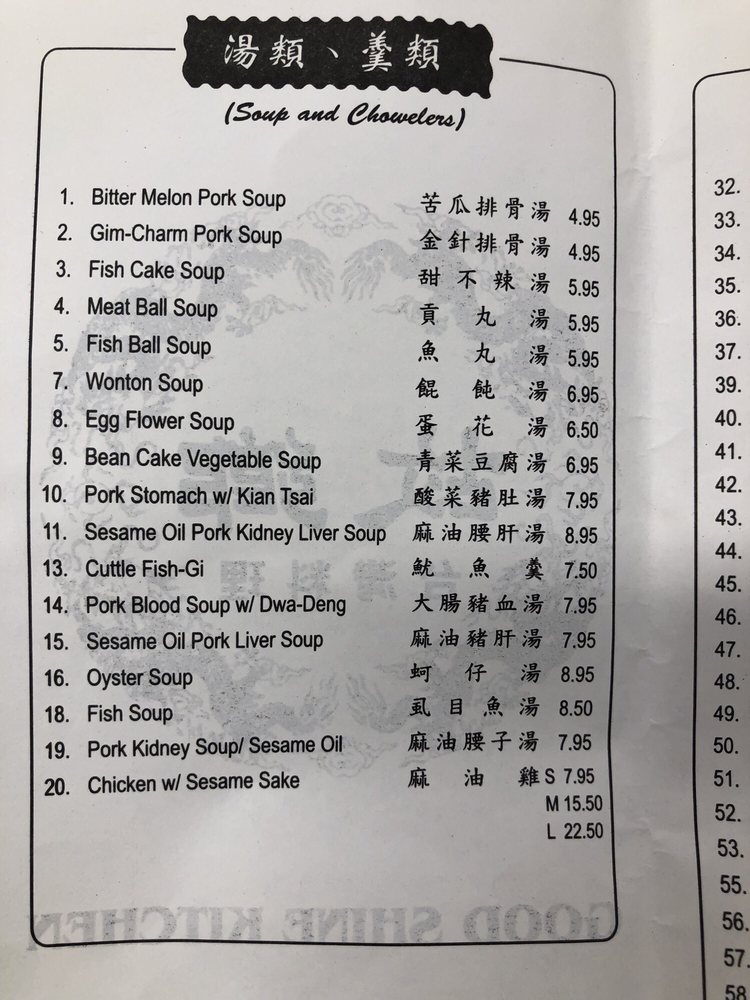 湯類、羹類
(Soup and Chowelers)
1. Bitter Melon Pork Soup 苦瓜排骨湯 4.95
2. Gim-Charm Pork Soup 金針排骨湯 4.95
3. Fish Cake Soup 甜不辣湯 5.95
4. Meat Ball Soup 貢丸湯 5.95
5. Fish Ball Soup 魚丸湯 5.95
7. Wonton Soup 餛飩湯 6.95
8. Egg Flower Soup 蛋花湯 6.50
9. Bean Cake Vegetable Soup 青菜豆腐湯 6.95
10. Pork Stomach w/ Kian Tsai 酸菜豬肚湯 7.95
11. Sesame Oil Pork Kidney Liver Soup 麻油腰肝湯 8.95
13. Cuttle Fish-Gi 魷魚羹 7.50
14. Pork Blood Soup w/ Dwa-Deng 大腸豬血湯 7.95
15. Sesame Oil Pork Liver Soup 麻油豬肝湯 7.95
16. Oyster Soup 蚵仔湯 8.95
18. Fish Soup 虱目魚湯 8.50
19. Pork Kidney Soup/ Sesame Oil 麻油腰子湯 7.95
20. Chicken w/ Sesame Sake 麻油雞 S 7.95
M 15.50
L 22.50
GOOD SHINE KITCHEN
32.
33.
34.
35.
36.
37.
39.
40.
41.
42.
43.
44.
45.
46.
47.
48.
49.
50.
51.
52.
53.
55.
56.
57.
58